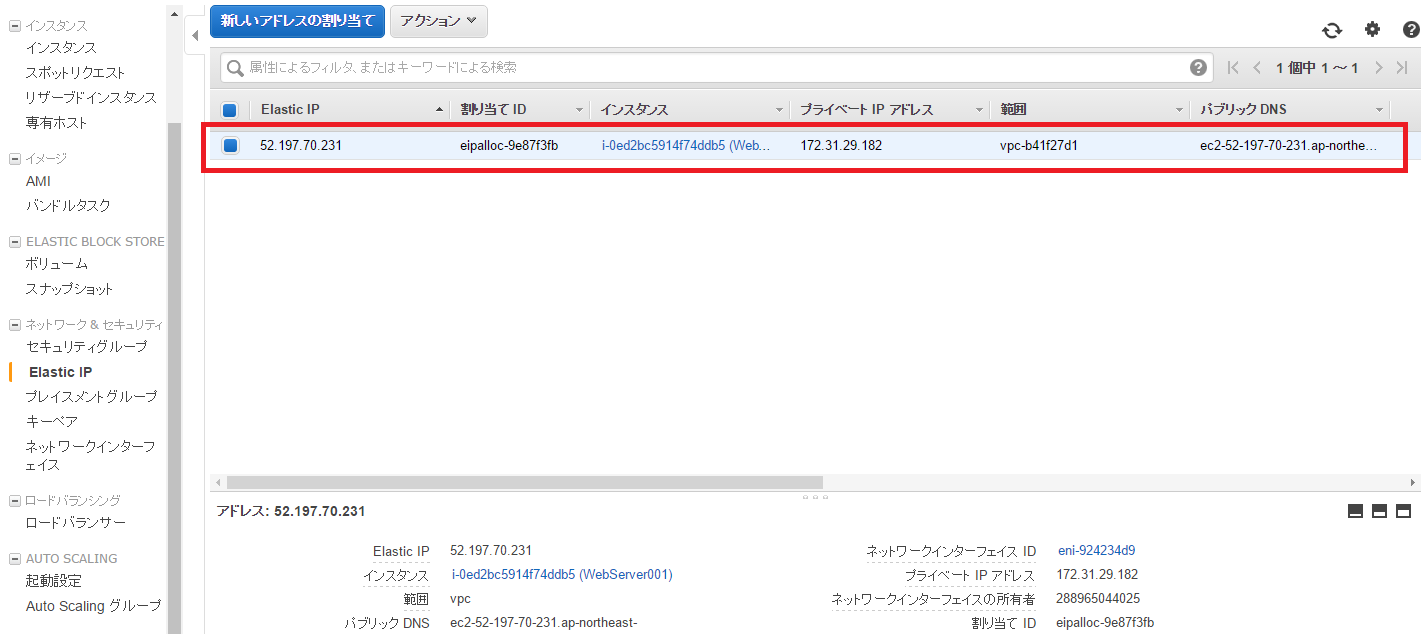 インスタンス
インスタンス
スポットリクエスト
リザーブドインスタンス
専有ホスト
イメージ
AMI
バンドルタスク
ELASTIC BLOCK STORE
ボリューム
スナップショット
ネットワーク & セキュリティ
セキュリティグループ
Elastic IP
プレイスメントグループ
キーペア
ネットワークインターフ
ェイス
ロードバランシング
ロードバランサー
AUTO SCALING
起動設定
Auto Scaling グループ
新しいアドレスの割り当て アクション
属性によるフィルタ、またはキーワードによる検索 1 個中 1 ～ 1
Elastic IP 割り当て ID インスタンス プライベート IP アドレス 範囲 パブリック DNS
52.197.70.231 eipalloc-9e87f3fb i-0ed2bc5914f74ddb5 (Web... 172.31.29.182 vpc-b41f27d1 ec2-52-197-70-231.ap-northe...
アドレス: 52.197.70.231
Elastic IP 52.197.70.231 ネットワークインターフェイス ID eni-924234d9
インスタンス i-0ed2bc5914f74ddb5 (WebServer001) プライベート IP アドレス 172.31.29.182
範囲 vpc ネットワークインターフェイスの所有者 288965044025
パブリック DNS ec2-52-197-70-231.ap-northeast- 割り当て ID eipalloc-9e87f3fb